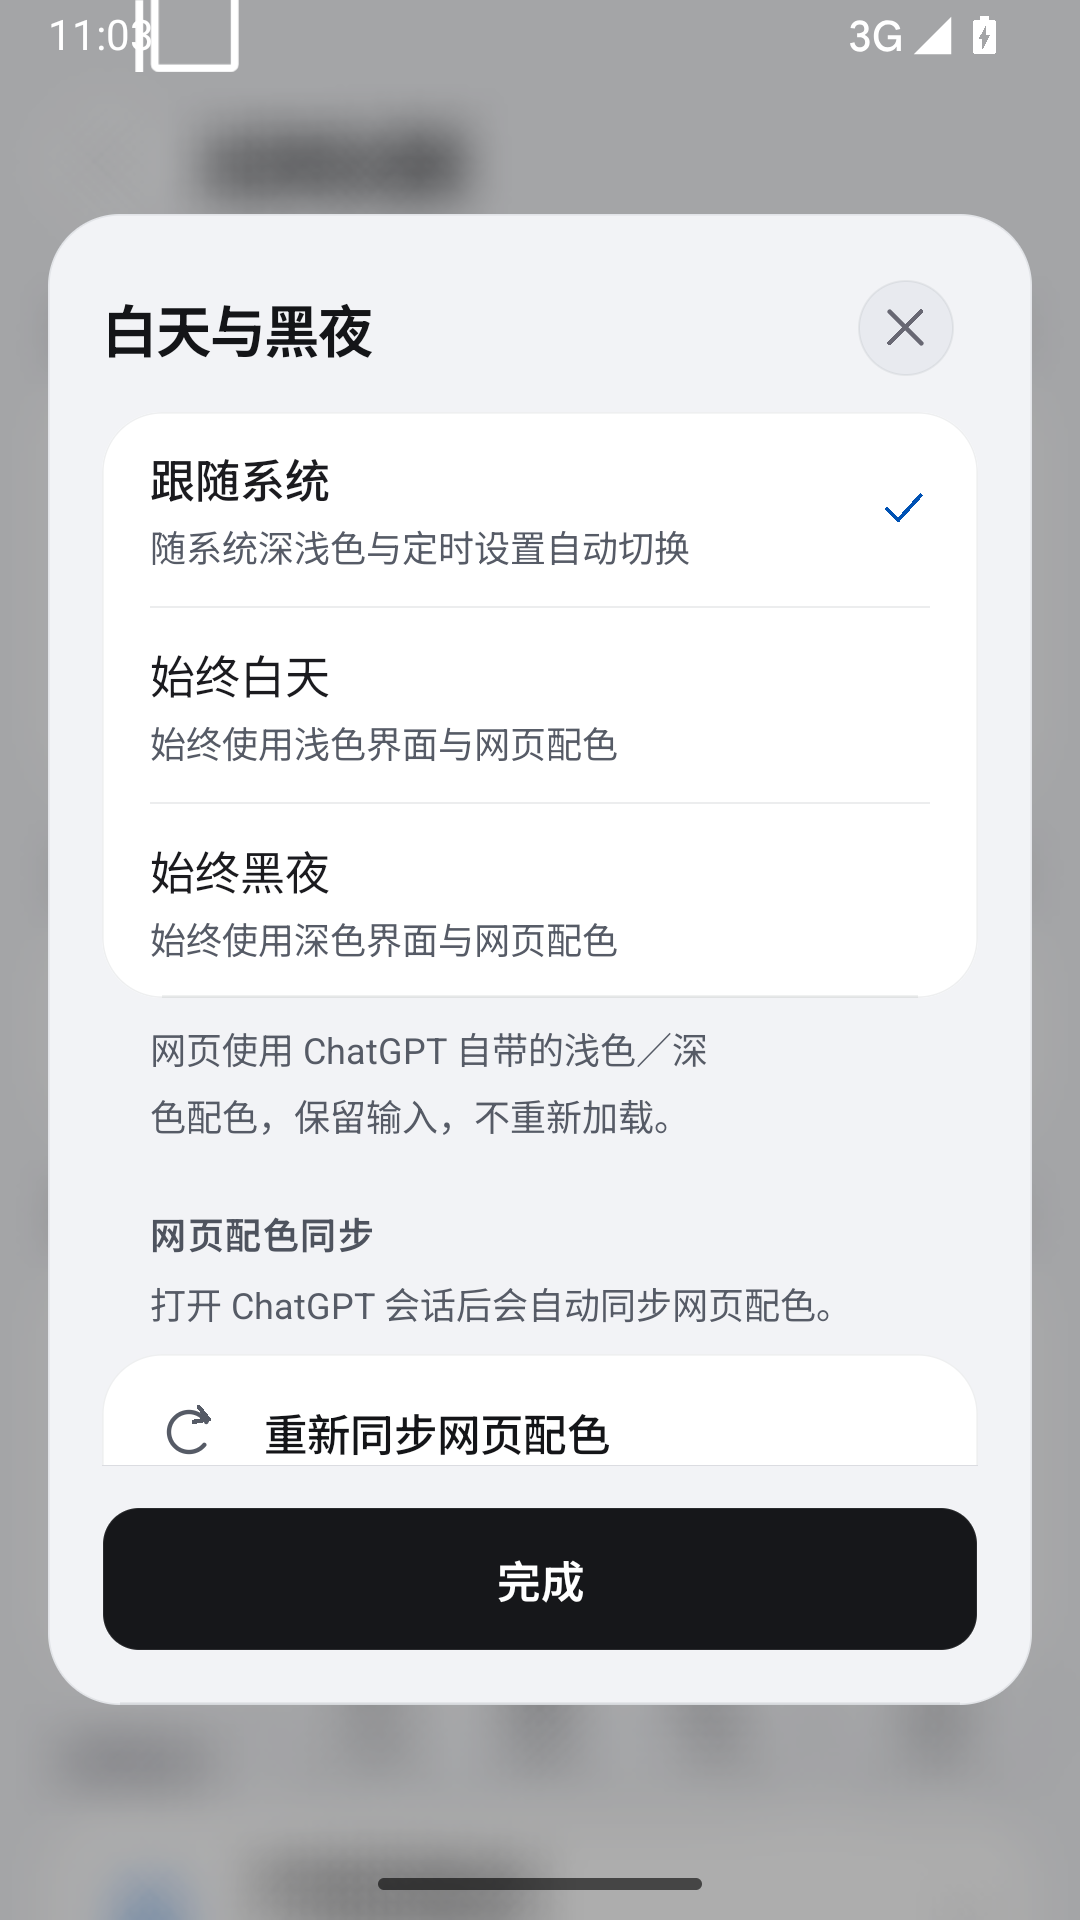 11:03
3G
白天与黑夜
跟随系统
随系统深浅色与定时设置自动切换
始终白天
始终使用浅色界面与网页配色
始终黑夜
始终使用深色界面与网页配色
网页使用 ChatGPT 自带的浅色／深
色配色，保留输入，不重新加载。
网页配色同步
打开 ChatGPT 会话后会自动同步网页配色。
重新同步网页配色
完成